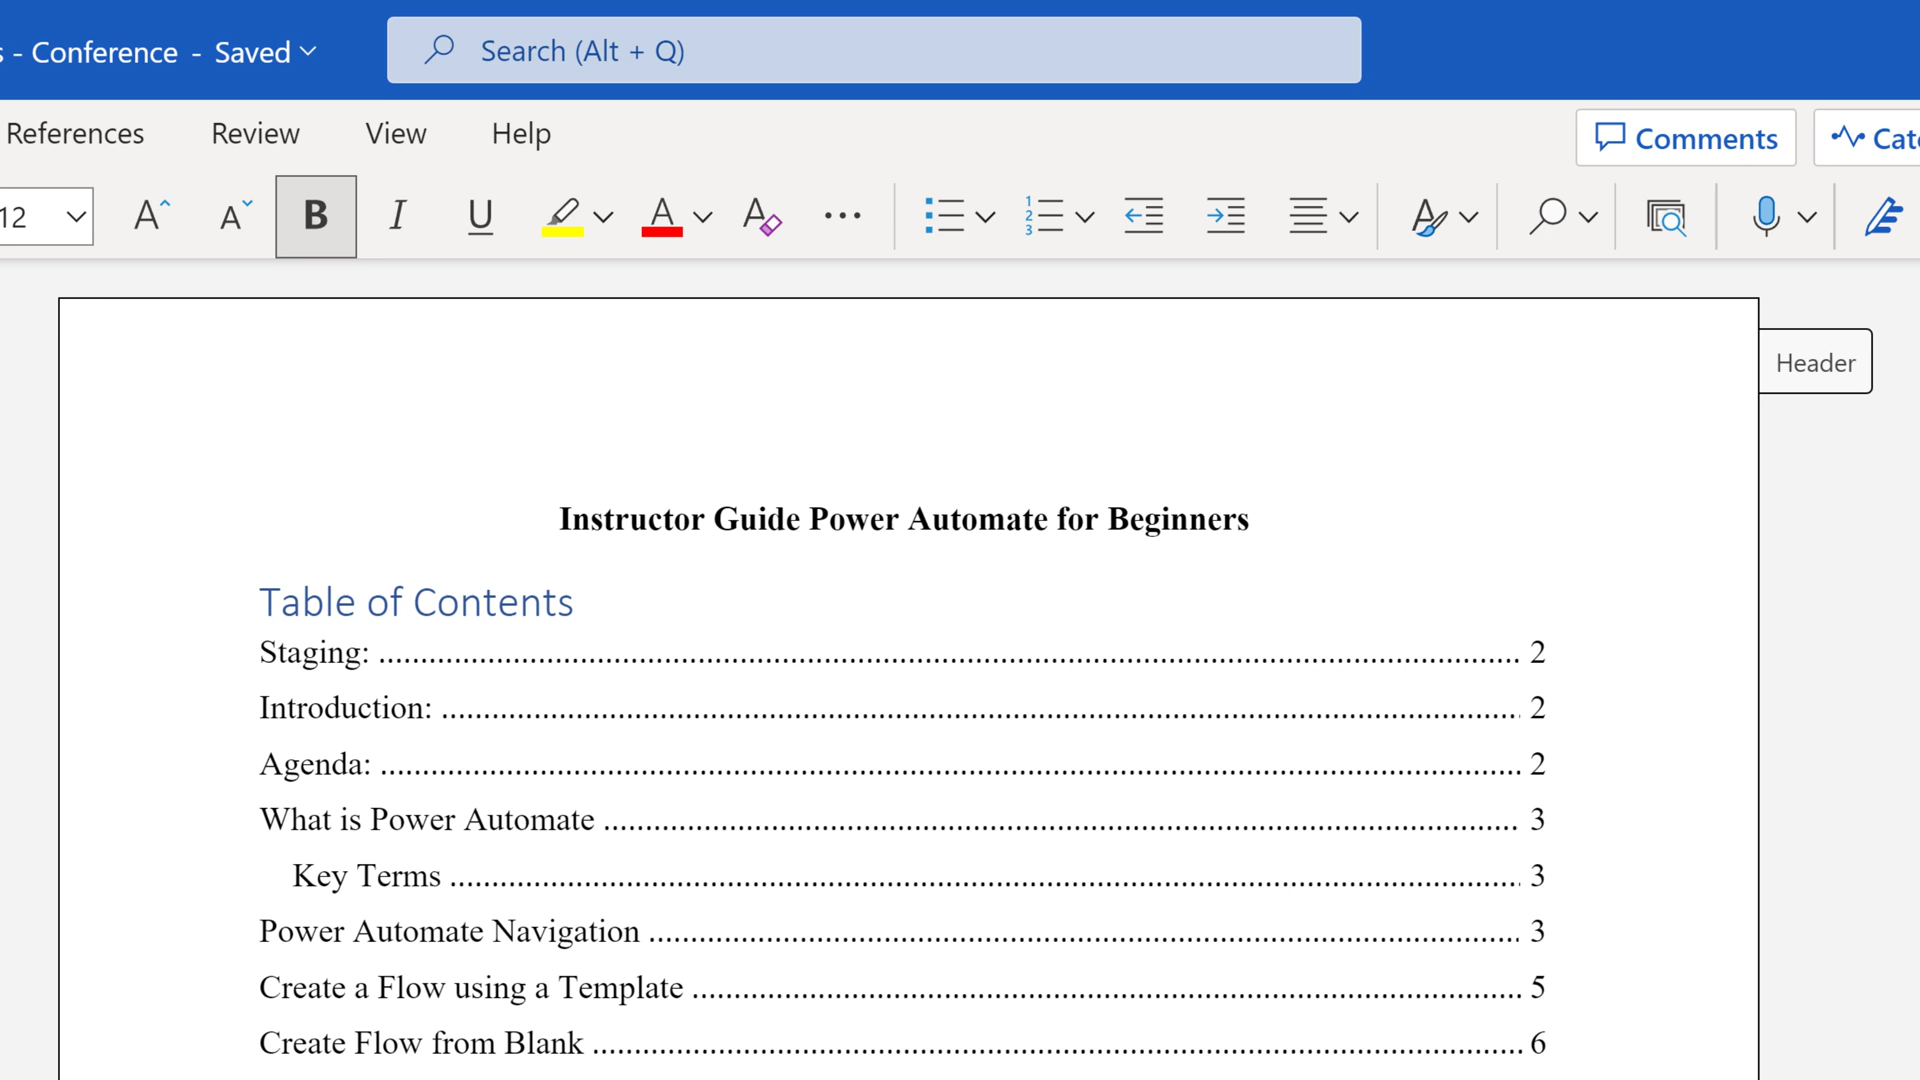 - Conference - Saved
Search (Alt + Q)
References Review View Help
Comments
12
B I U A
Header
Instructor Guide Power Automate for Beginners
Table of Contents
Staging: 2
Introduction: 2
Agenda: 2
What is Power Automate 3
Key Terms 3
Power Automate Navigation 3
Create a Flow using a Template 5
Create Flow from Blank 6